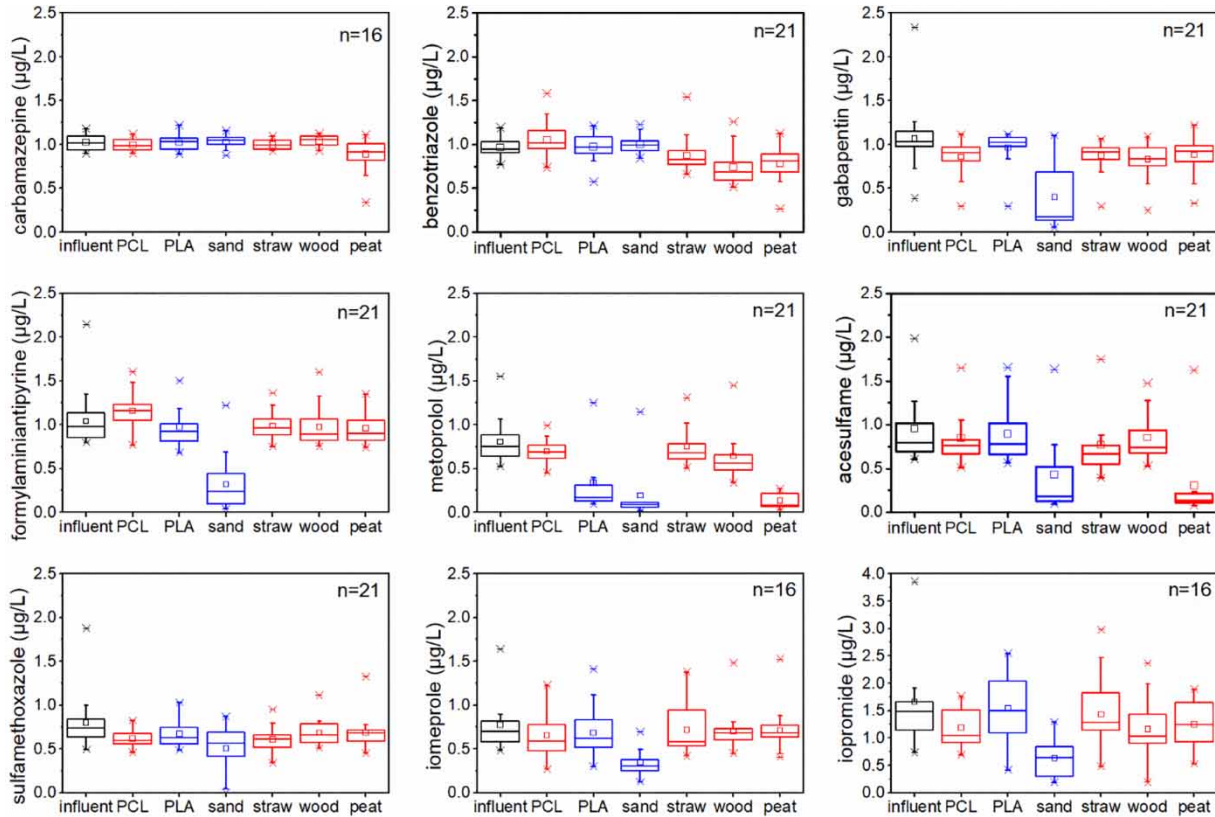 carbamazepine (µg/L)
2.5
2.0
1.5
1.0
0.5
0.0
n=16
influent PCL PLA sand straw wood peat
benzotriazole (µg/L)
2.5
2.0
1.5
1.0
0.5
0.0
n=21
influent PCL PLA sand straw wood peat
gabapentin (µg/L)
2.5
2.0
1.5
1.0
0.5
0.0
n=21
influent PCL PLA sand straw wood peat
formylaminiantipyrine (µg/L)
2.5
2.0
1.5
1.0
0.5
0.0
n=21
influent PCL PLA sand straw wood peat
metoprolol (µg/L)
2.5
2.0
1.5
1.0
0.5
0.0
n=21
influent PCL PLA sand straw wood peat
acesulfame (µg/L)
2.5
2.0
1.5
1.0
0.5
0.0
n=21
influent PCL PLA sand straw wood peat
sulfamethoxazole (µg/L)
2.5
2.0
1.5
1.0
0.5
0.0
n=21
influent PCL PLA sand straw wood peat
iomeprole (µg/L)
2.5
2.0
1.5
1.0
0.5
0.0
n=16
influent PCL PLA sand straw wood peat
iopromide (µg/L)
4.0
3.5
3.0
2.5
2.0
1.5
1.0
0.5
0.0
n=16
influent PCL PLA sand straw wood peat